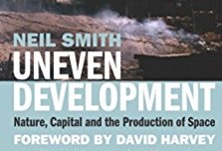 NEIL SMITH
UNEVEN
DEVELOPMENT
Nature, Capital and the Production of Space
FOREWORD BY DAVID HARVEY